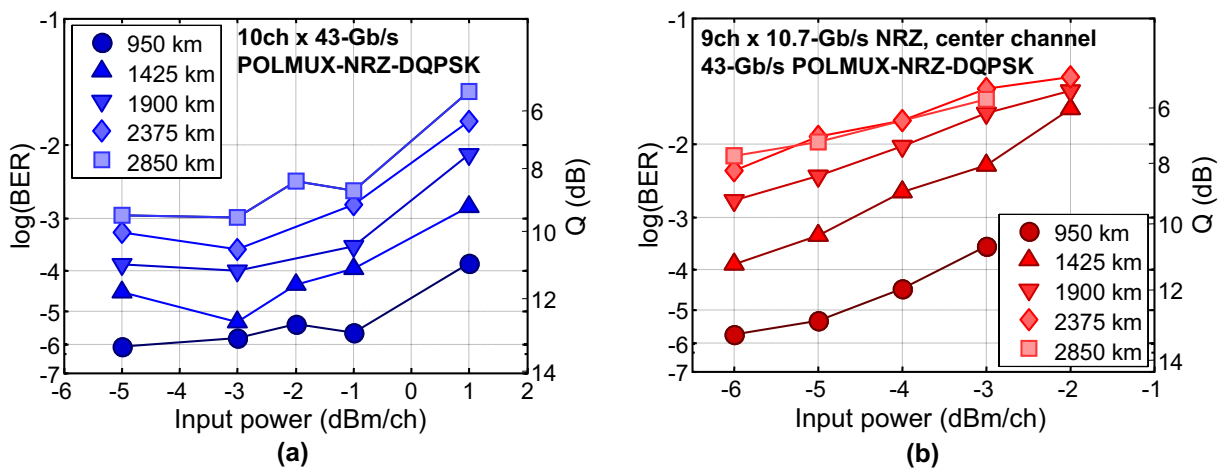 10ch x 43-Gb/s
POLMUX-NRZ-DQPSK
950 km
1425 km
1900 km
2375 km
2850 km
log(BER)
-1
-2
-3
-4
-5
-6
-7
Q (dB)
6
8
10
12
14
-6 -5 -4 -3 -2 -1 0 1 2
Input power (dBm/ch)
(a)
9ch x 10.7-Gb/s NRZ, center channel
43-Gb/s POLMUX-NRZ-DQPSK
950 km
1425 km
1900 km
2375 km
2850 km
log(BER)
-1
-2
-3
-4
-5
-6
-7
Q (dB)
6
8
10
12
14
-6 -5 -4 -3 -2 -1
Input power (dBm/ch)
(b)